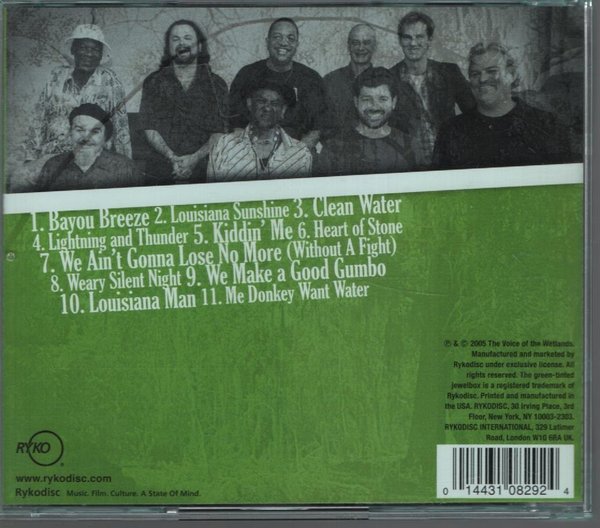 1. Bayou Breeze 2. Louisiana Sunshine 3. Clean Water
4. Lightning and Thunder 5. Kiddin' Me 6. Heart of Stone
7. We Ain't Gonna Lose No More (Without A Fight)
8. Weary Silent Night 9. We Make a Good Gumbo
10. Louisiana Man 11. Me Donkey Want Water
℗ & © 2005 The Voice of the Wetlands.
Manufactured and marketed by
Rykodisc under exclusive license. All
rights reserved. The green-tinted
jewelbox is a registered trademark of
Rykodisc. Printed and manufactured in
the USA. RYKODISC, 30 Irving Place, 3rd
Floor, New York, NY 10003-2303.
RYKODISC INTERNATIONAL, 329 Latimer
Road, London W10 6RA UK.
RYKO
www.rykodisc.com
Rykodisc Music. Film. Culture. A State Of Mind.
0 14431 08292 4